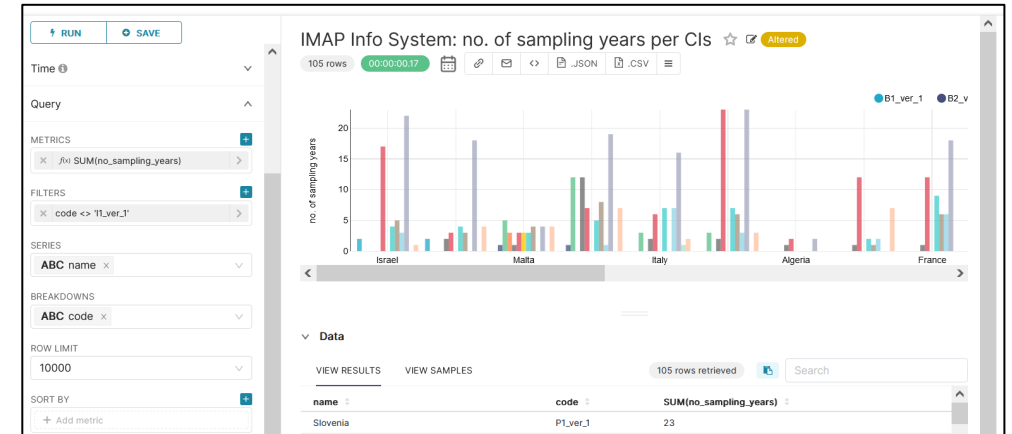 RUN
SAVE
Time
Query
METRICS
f(x) SUM(no_sampling_years)
FILTERS
code <> 'I1_ver_1'
SERIES
ABC name ×
BREAKDOWNS
ABC code ×
ROW LIMIT
10000
SORT BY
+ Add metric
IMAP Info System: no. of sampling years per CIs
Altered
105 rows
00:00:00.17
.JSON
.CSV
B1_ver_1
B2_v
no. of sampling years
20
15
10
5
0
Israel
Malta
Italy
Algeria
France
Data
VIEW RESULTS
VIEW SAMPLES
105 rows retrieved
Search
name
code
SUM(no_sampling_years)
Slovenia
P1_ver_1
23